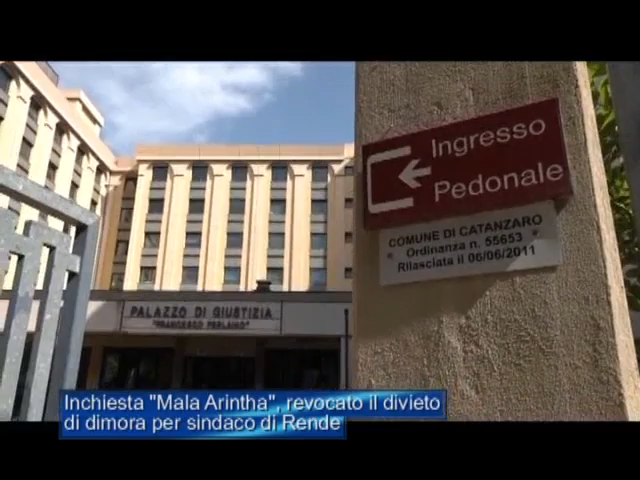 Ingresso
Pedonale
COMUNE DI CATANZARO
Ordinanza n. 55653
Rilasciata il 06/06/2011
PALAZZO DI GIUSTIZIA
"FRANCESCO FERLAINO"
Inchiesta "Mala Arintha", revocato il divieto
di dimora per sindaco di Rende